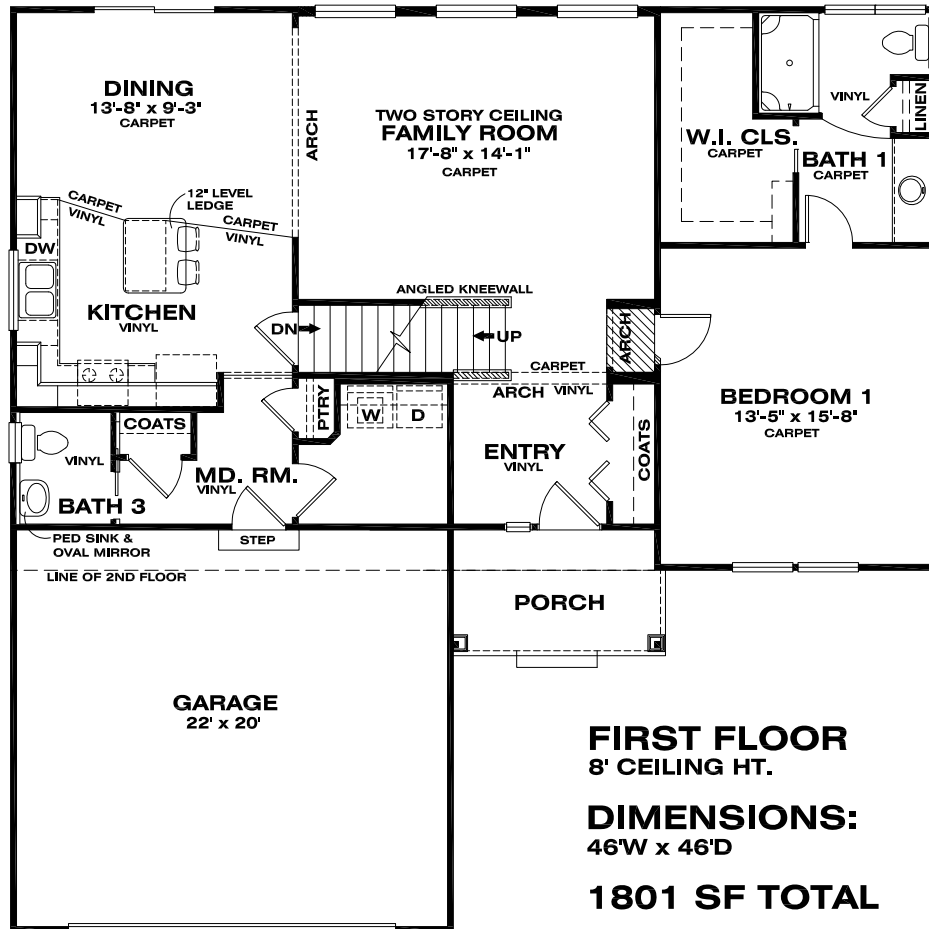 DINING
13'-8" x 9'-3"
CARPET
ARCH
TWO STORY CEILING
FAMILY ROOM
17'-8" x 14'-1"
CARPET
W.I. CLS.
CARPET
VINYL
LINEN
BATH 1
CARPET
CARPET
VINYL
12" LEVEL
LEDGE
CARPET
VINYL
DW
KITCHEN
VINYL
ANGLED KNEEWALL
DN
UP
ARCH
CARPET
ARCH
VINYL
BEDROOM 1
13'-5" x 15'-8"
CARPET
COATS
PTRY
W
D
ENTRY
VINYL
COATS
VINYL
MD. RM.
VINYL
BATH 3
PED SINK &
OVAL MIRROR
STEP
LINE OF 2ND FLOOR
PORCH
GARAGE
22' x 20'
FIRST FLOOR
8' CEILING HT.
DIMENSIONS:
46'W x 46'D
1801 SF TOTAL